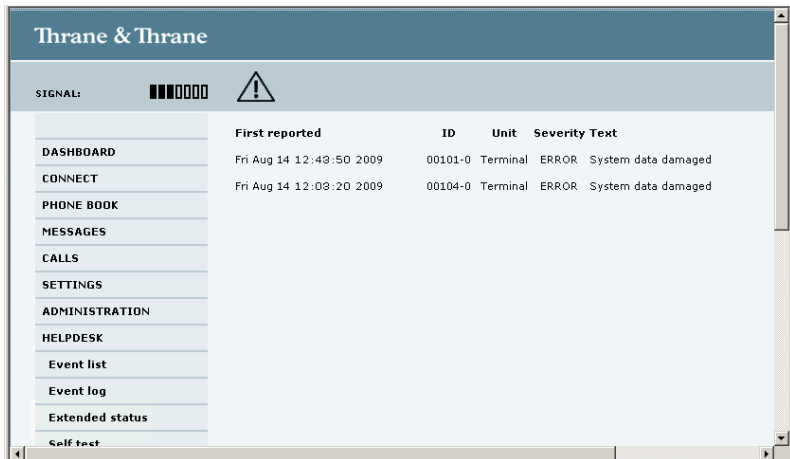 Thrane & Thrane
SIGNAL:
First reported ID Unit Severity Text
Fri Aug 14 12:43:50 2009 00101-0 Terminal ERROR System data damaged
Fri Aug 14 12:03:20 2009 00104-0 Terminal ERROR System data damaged
DASHBOARD
CONNECT
PHONE BOOK
MESSAGES
CALLS
SETTINGS
ADMINISTRATION
HELPDESK
Event list
Event log
Extended status
Self test